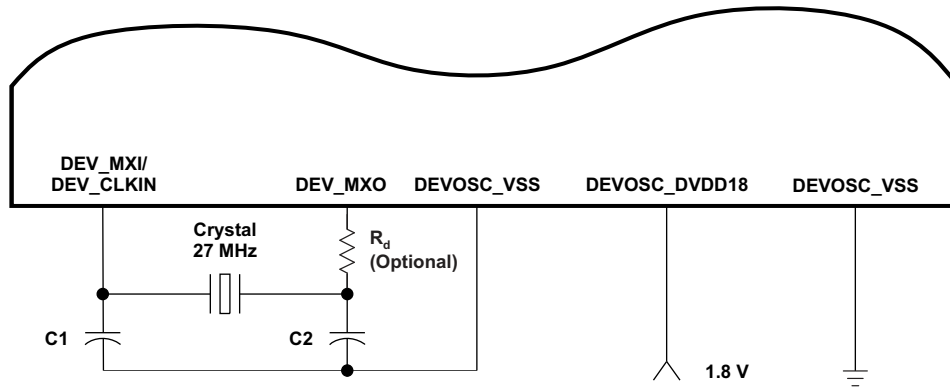 DEV_MXI/
DEV_CLKIN
DEV_MXO
DEVOSC_VSS
DEVOSC_DVDD18
DEVOSC_VSS
Crystal
27 MHz
Rd
(Optional)
C1
C2
1.8 V